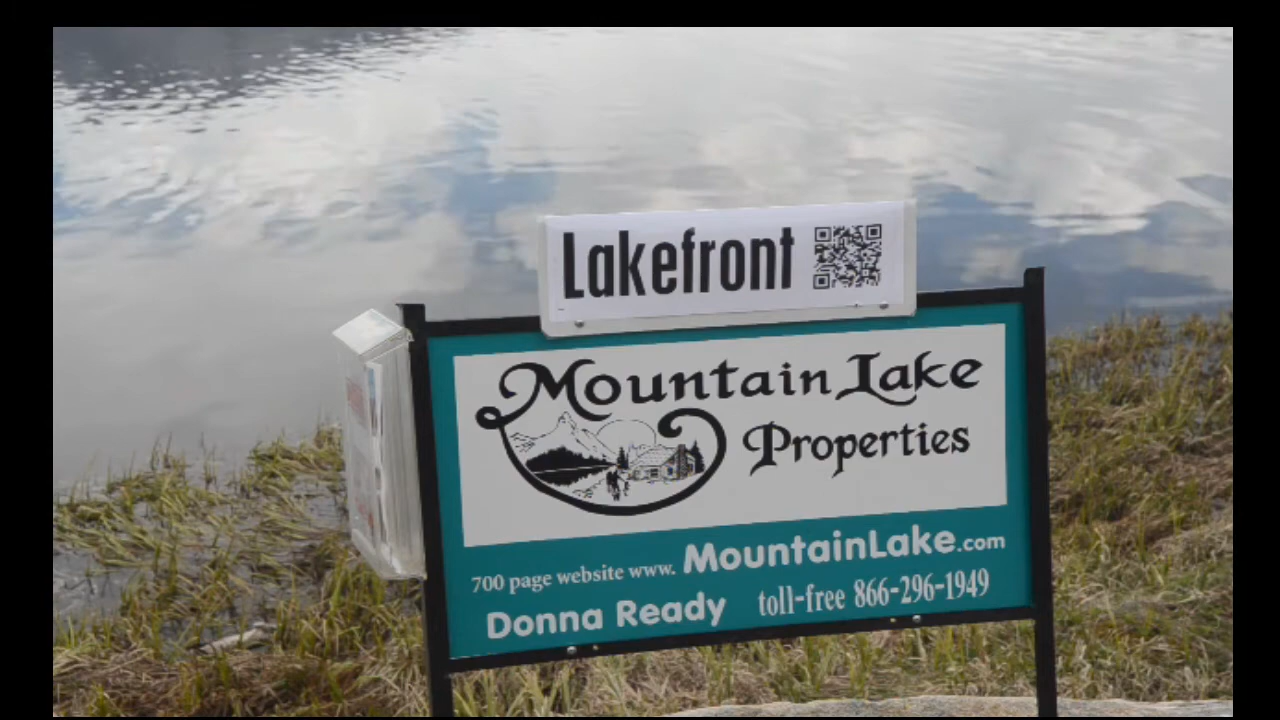 Lakefront
Mountain Lake
Properties
700 page website www. MountainLake.com
Donna Ready toll-free 866-296-1949